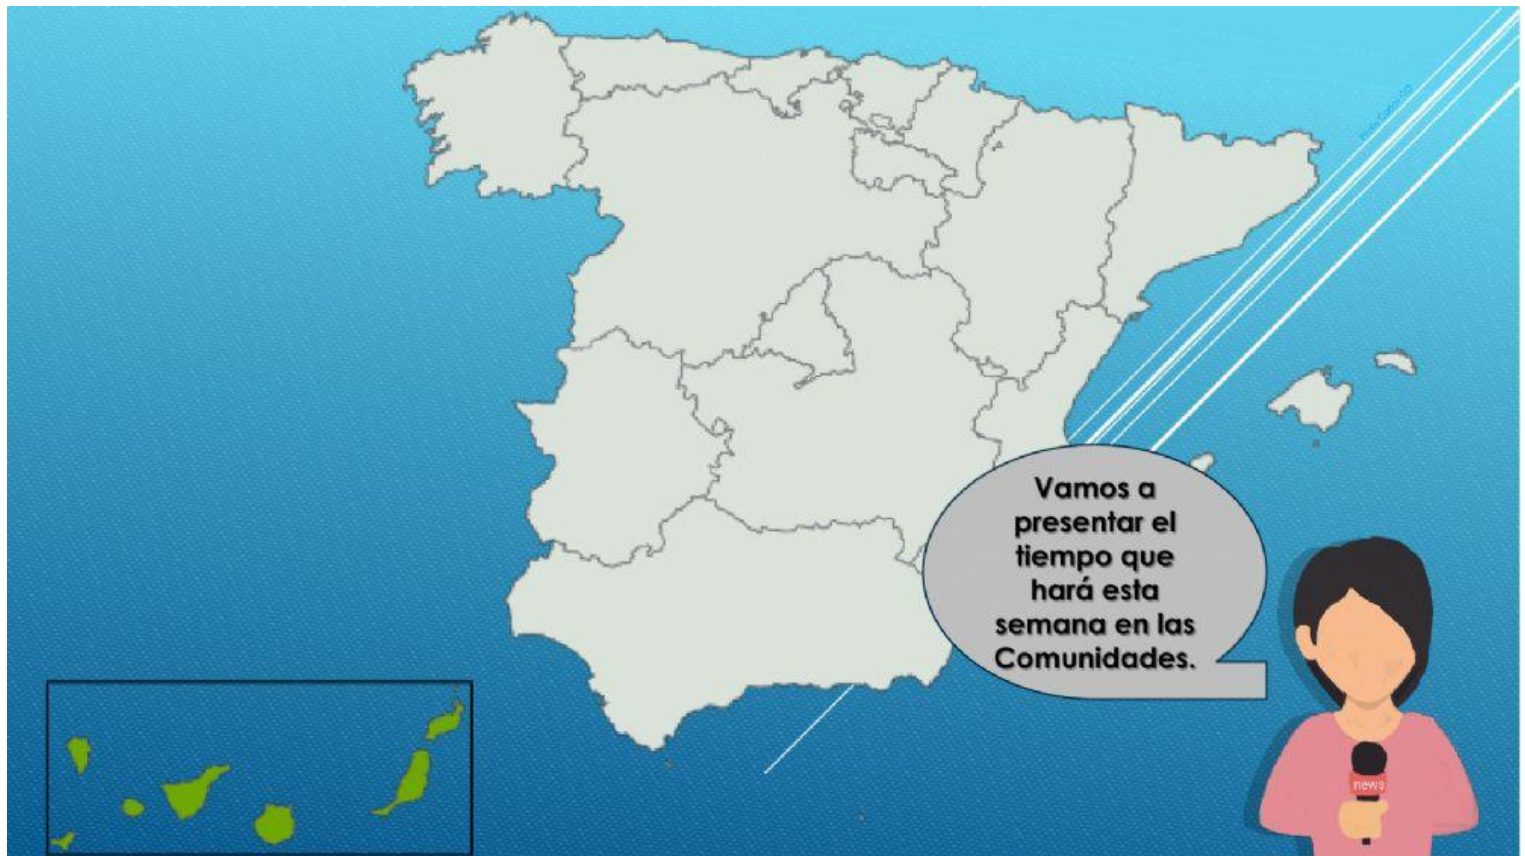 Vamos a
presentar el
tiempo que
hará esta
semana en las
Comunidades.
news